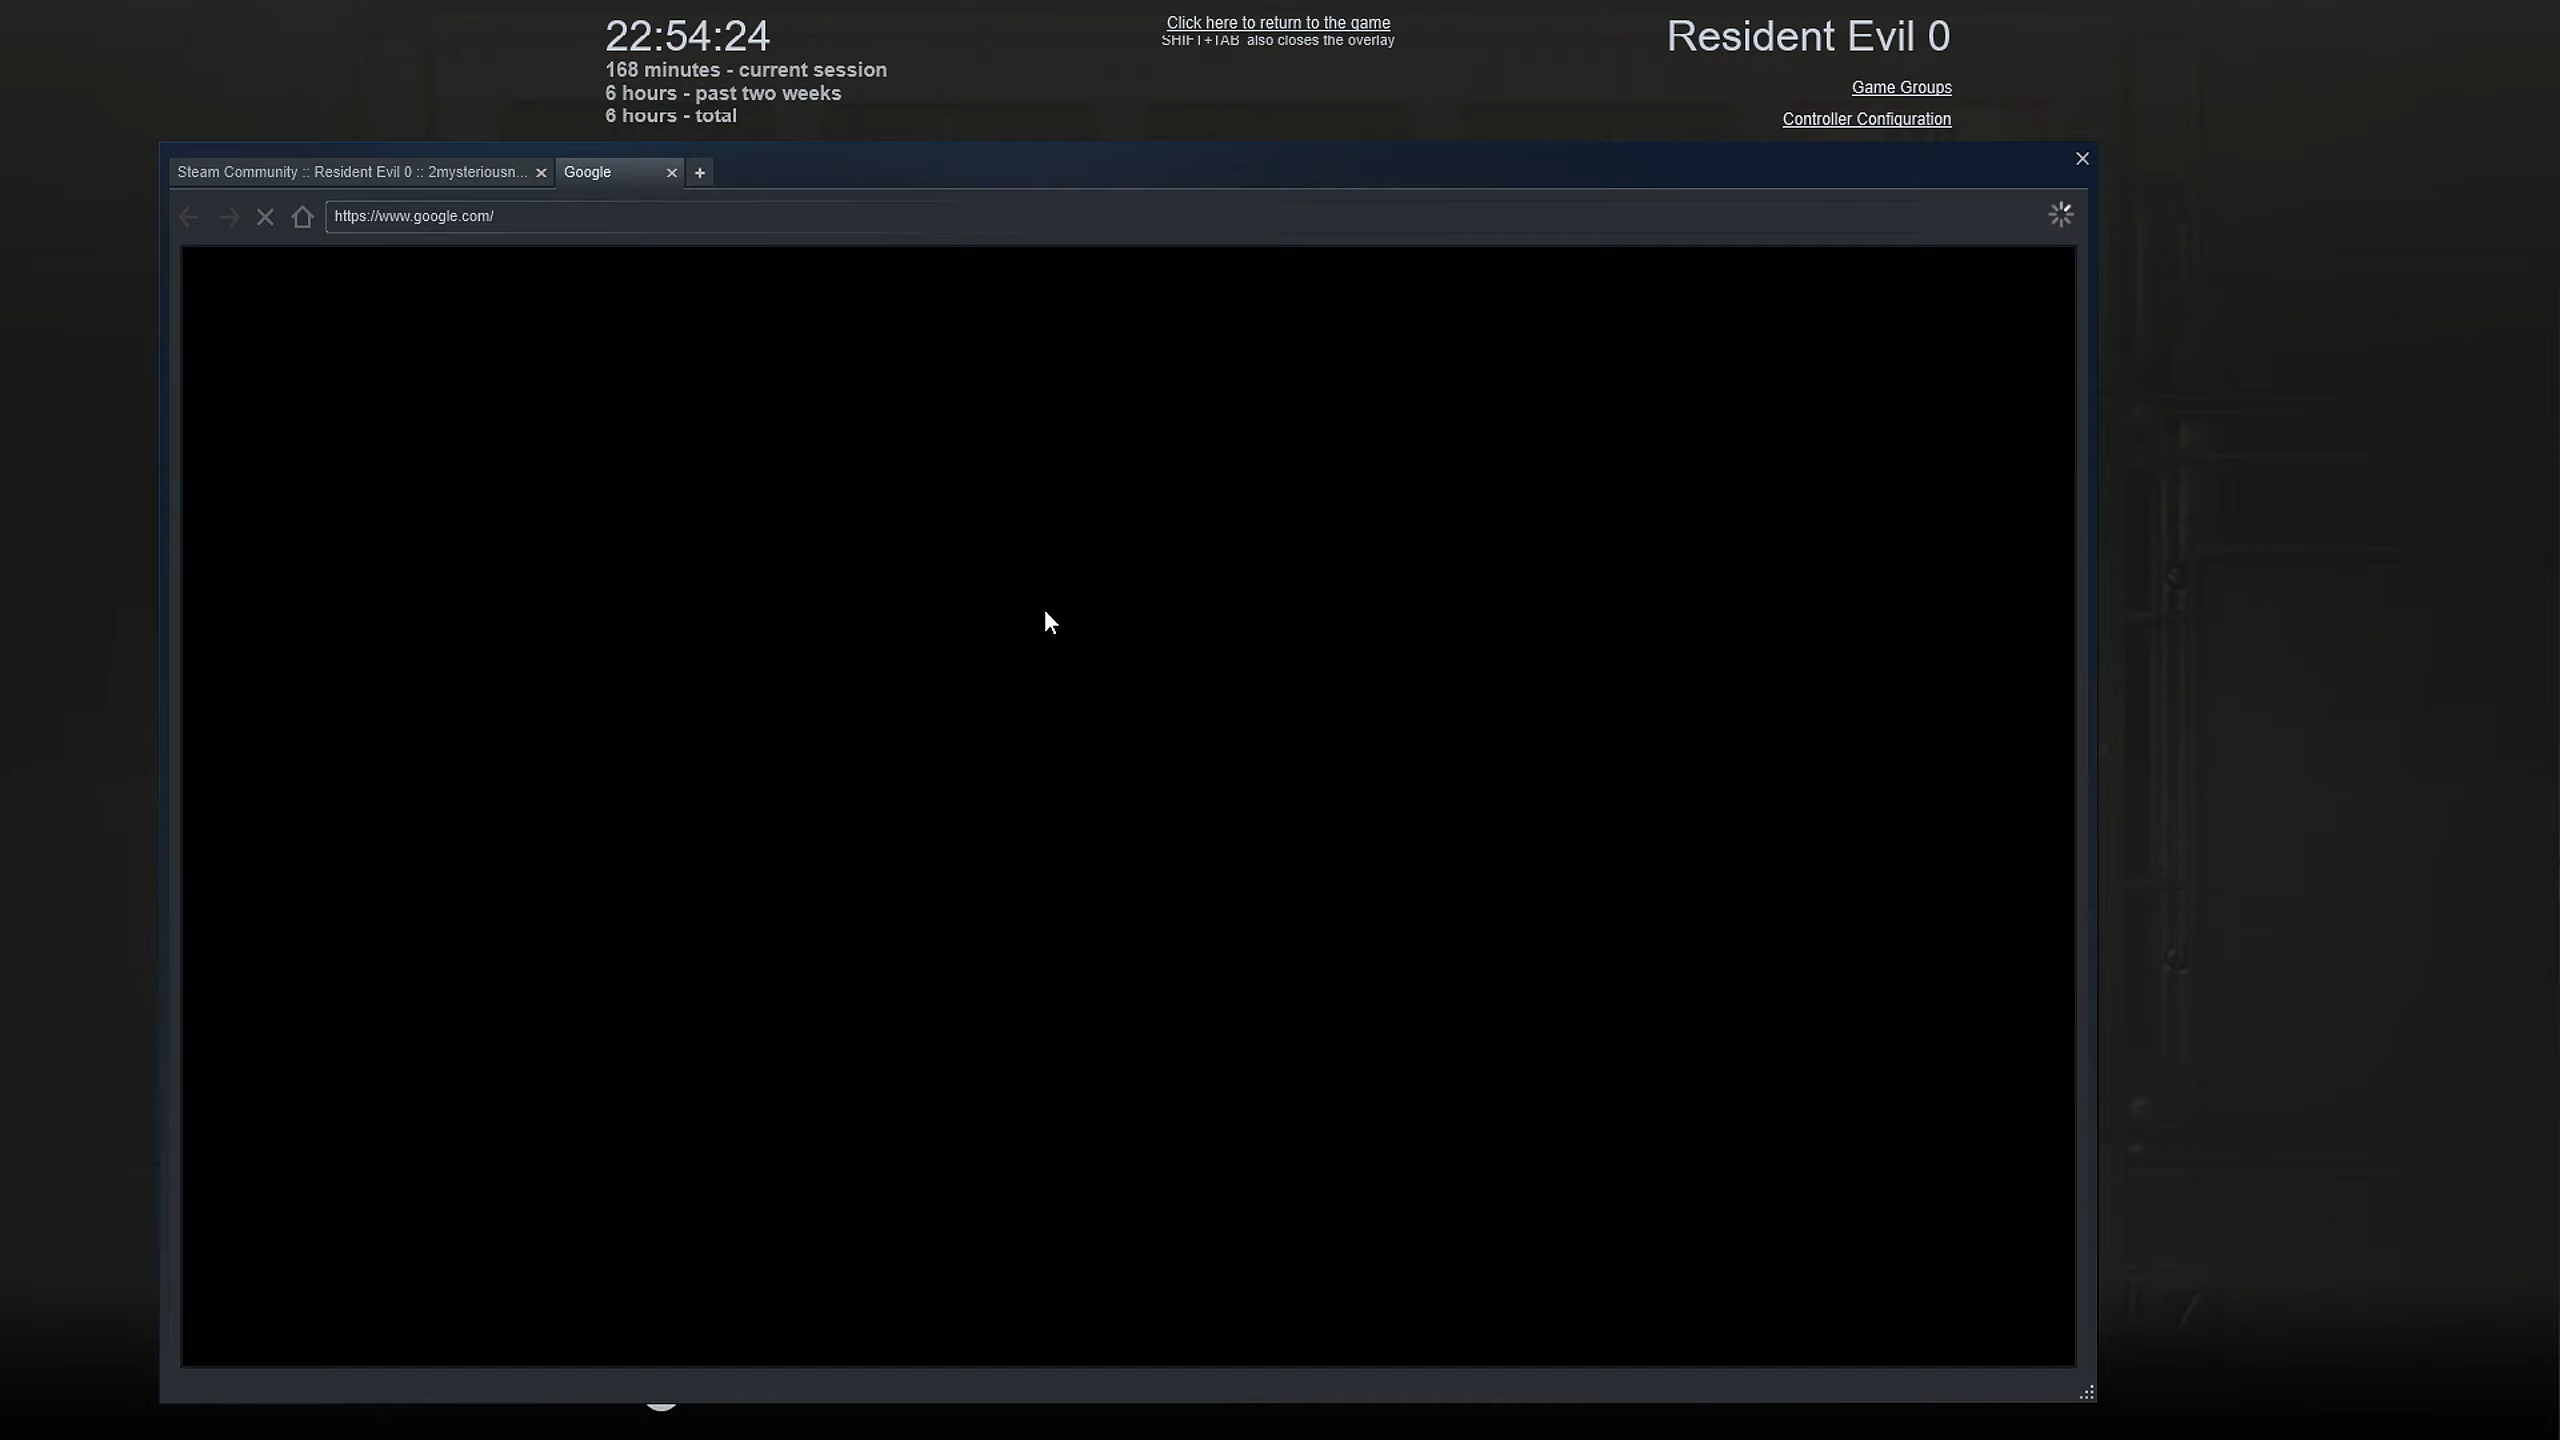 22:54:24
168 minutes - current session
6 hours - past two weeks
6 hours - total
Click here to return to the game
SHIFT+TAB also closes the overlay
Resident Evil 0
Game Groups
Controller Configuration
Steam Community :: Resident Evil 0 :: 2mysteriousn...
Google
https://www.google.com/